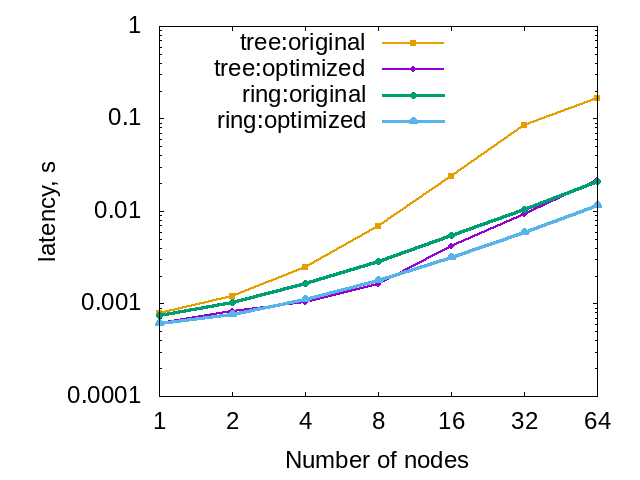 1
tree:original
tree:optimized
ring:original
ring:optimized
0.1
0.01
0.001
0.0001
latency, s
1 2 4 8 16 32 64
Number of nodes